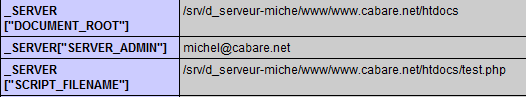 _SERVER /srv/d_serveur-miche/www/www.cabare.net/htdocs
["DOCUMENT_ROOT"]
_SERVER["SERVER_ADMIN"] michel@cabare.net
_SERVER /srv/d_serveur-miche/www/www.cabare.net/htdocs/test.php
["SCRIPT_FILENAME"]